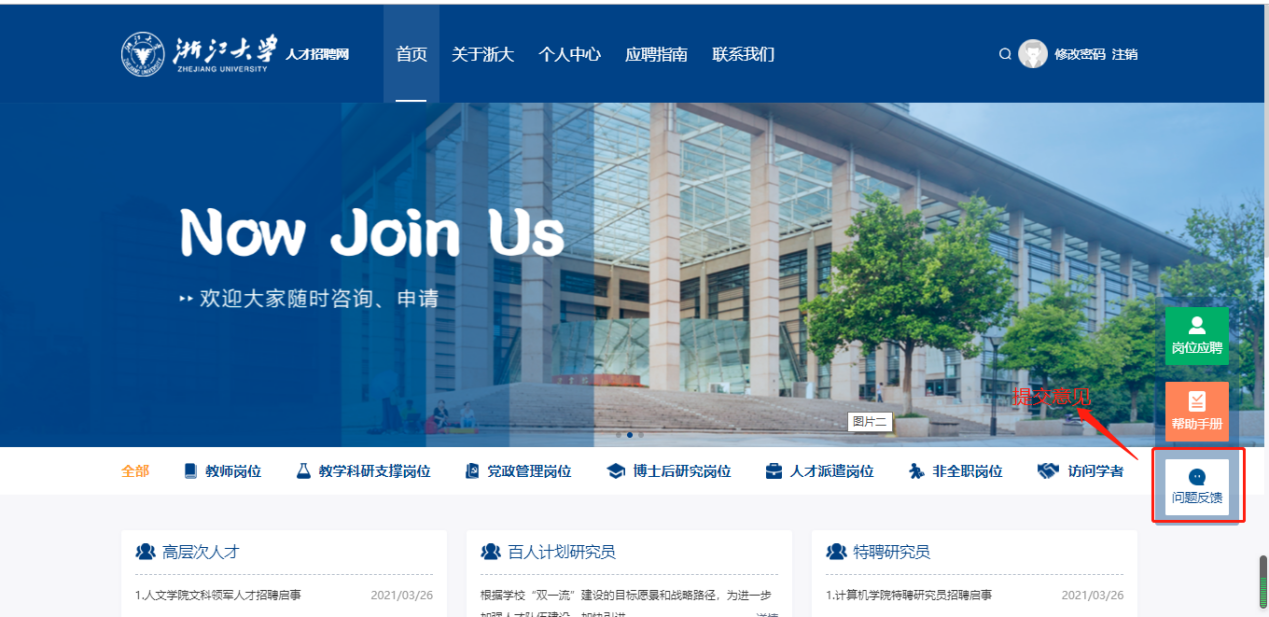 浙江大学
ZHEJIANG UNIVERSITY
人才招聘网
首页 关于浙大 个人中心 应聘指南 联系我们
修改密码 注销
Now Join Us
欢迎大家随时咨询、申请
岗位应聘
提交意见
帮助手册
图片二
全部 教师岗位 教学科研支撑岗位 党政管理岗位 博士后研究岗位 人才派遣岗位 非全职岗位 访问学者
问题反馈
高层次人才
1.人文学院文科领军人才招聘启事 2021/03/26
百人计划研究员
根据学校“双一流”建设的目标愿景和战略路径，为进一步
特聘研究员
1.计算机学院特聘研究员招聘启事 2021/03/26